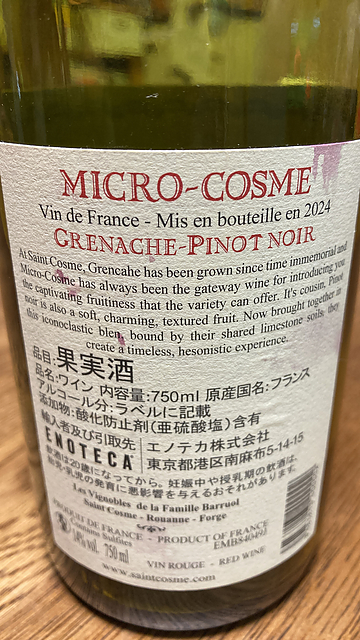 MICRO-COSME
Vin de France - Mis en bouteille en 2024
GRENACHE-PINOT NOIR
At Saint Cosme, Grencahe has been grown since time immemorial and
Micro-Cosme has always been the gateway wine for introducing you
the captivating fruitiness that the variety can offer. It's cousin, Pinot
noir is also a soft, charming, textured fruit. Now brought together in
this iconoclastic blen, bound by their shared limestone soils, they
create a timeless, hesonistic experience.
品目:果実酒
品名:ワイン 内容量:750ml 原産国名:フランス
アルコール分:ラベルに記載
添加物:酸化防止剤(亜硫酸塩)含有
輸入者及び引取先 エノテカ株式会社
ENOTECA 東京都港区南麻布5-14-15
飲酒は20歳になってから。妊娠中や授乳期の飲酒は、
胎児・乳児の発育に悪影響を与えるおそれがあります。
Les Vignobles de la Famille Barruol
Saint Cosme - Rouanne - Forge
PRODUIT DE FRANCE - PRODUCT OF FRANCE
Contains Sulfites EMB84049J
14% vol. 750 ml
VIN ROUGE - RED WINE
www.saintcosme.com